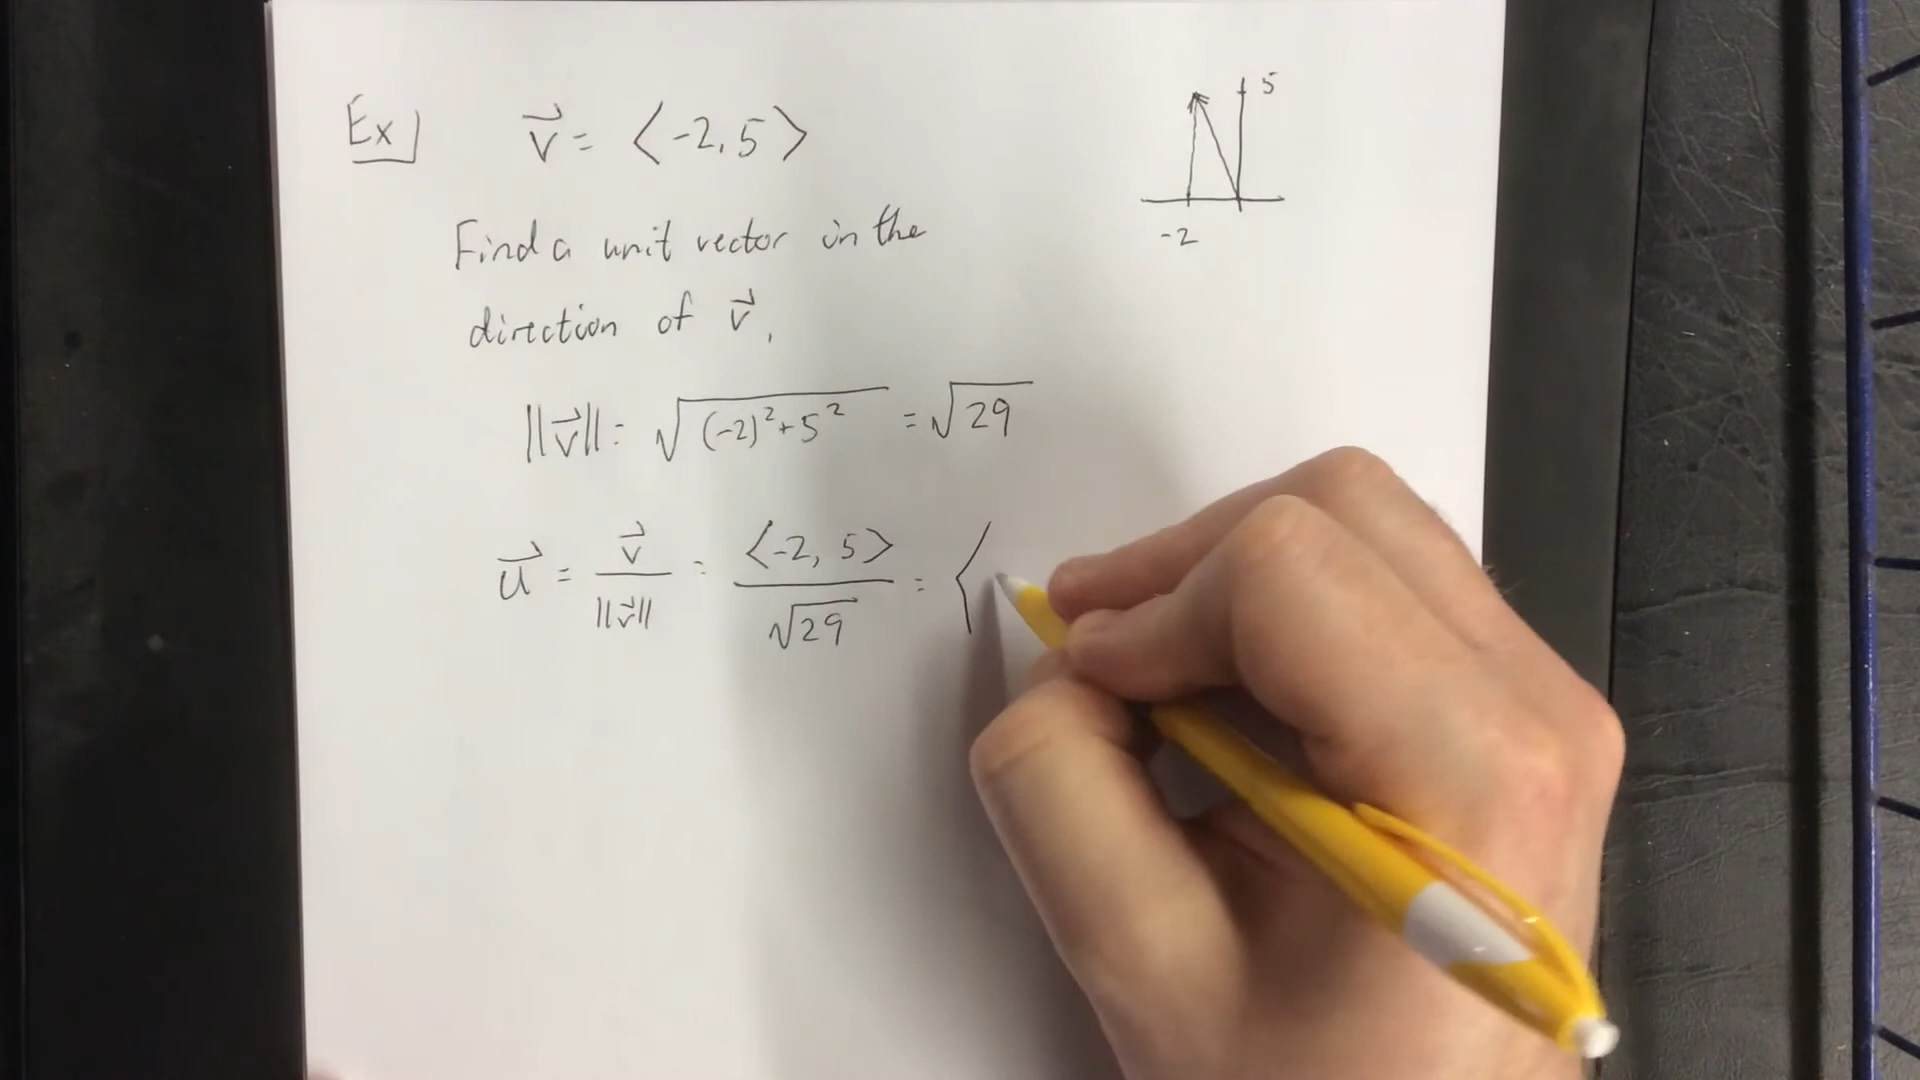 Ex] v⃗ = ⟨-2, 5⟩
5
-2
Find a unit vector in the
direction of v⃗.
||v⃗|| = √((-2)² + 5²) = √29
u⃗ = v⃗/||v⃗|| = ⟨-2, 5⟩/√29 = ⟨